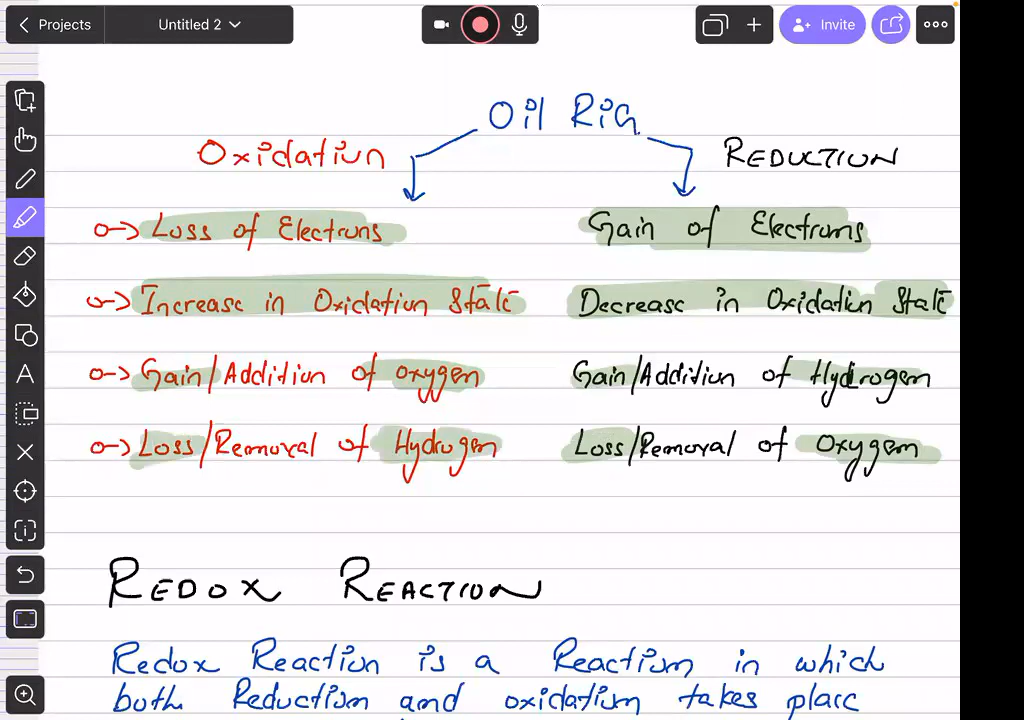 Projects
Untitled 2
Invite
Oil Rig
Oxidation
REDUCTION
Loss of Electrons
Gain of Electrons
Increase in Oxidation State
Decrease in Oxidation State
Gain/Addition of oxygen
Gain/Addition of Hydrogen
Loss/Removal of Hydrogen
Loss/Removal of Oxygen
REDOX REACTION
Redox Reaction is a Reaction in which
both Reduction and oxidation takes place